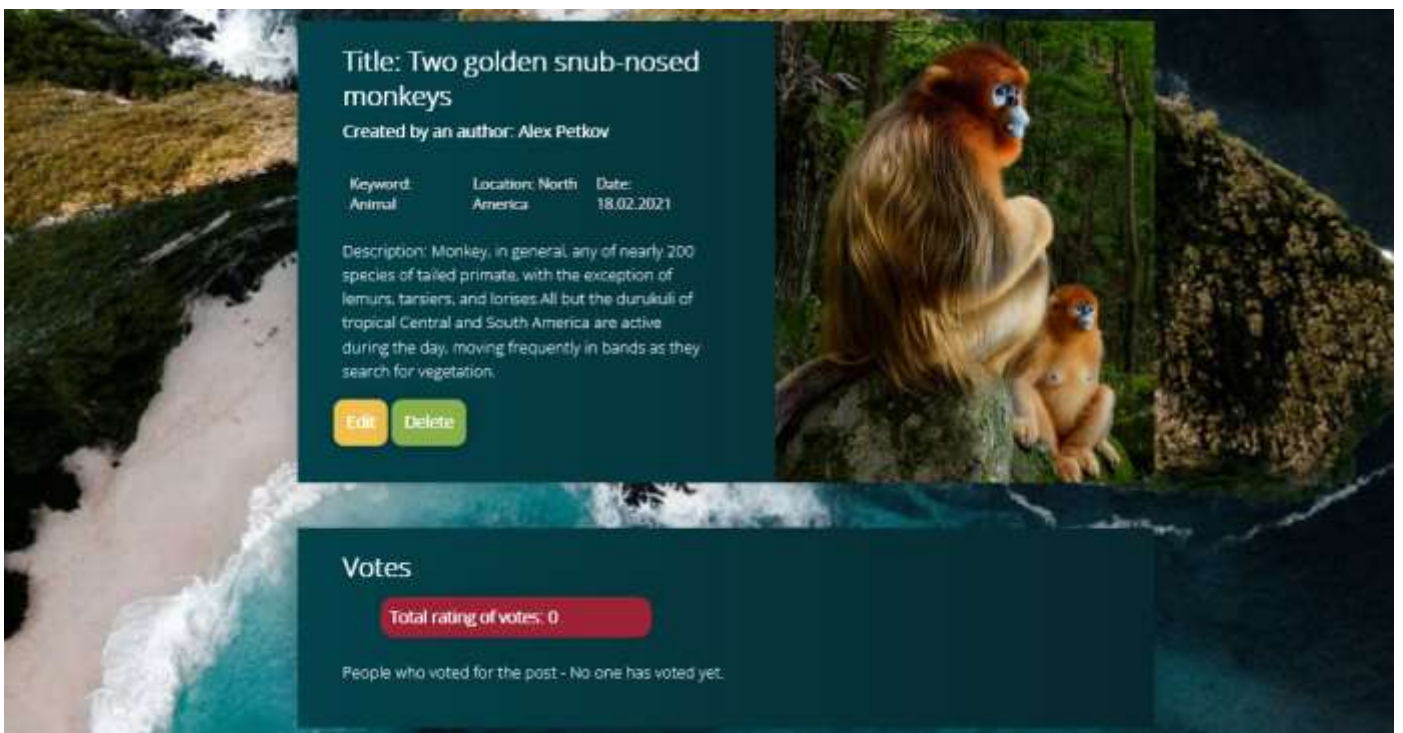 Title: Two golden snub-nosed
monkeys
Created by an author: Alex Petkov
Keyword:
Animal
Location: North
America
Date:
18.02.2021
Description: Monkey, in general, any of nearly 200
species of tailed primate, with the exception of
lemurs, tarsiers, and lorises.All but the durukuli of
tropical Central and South America are active
during the day, moving frequently in bands as they
search for vegetation.
Edit Delete
Votes
Total rating of votes: 0
People who voted for the post - No one has voted yet.